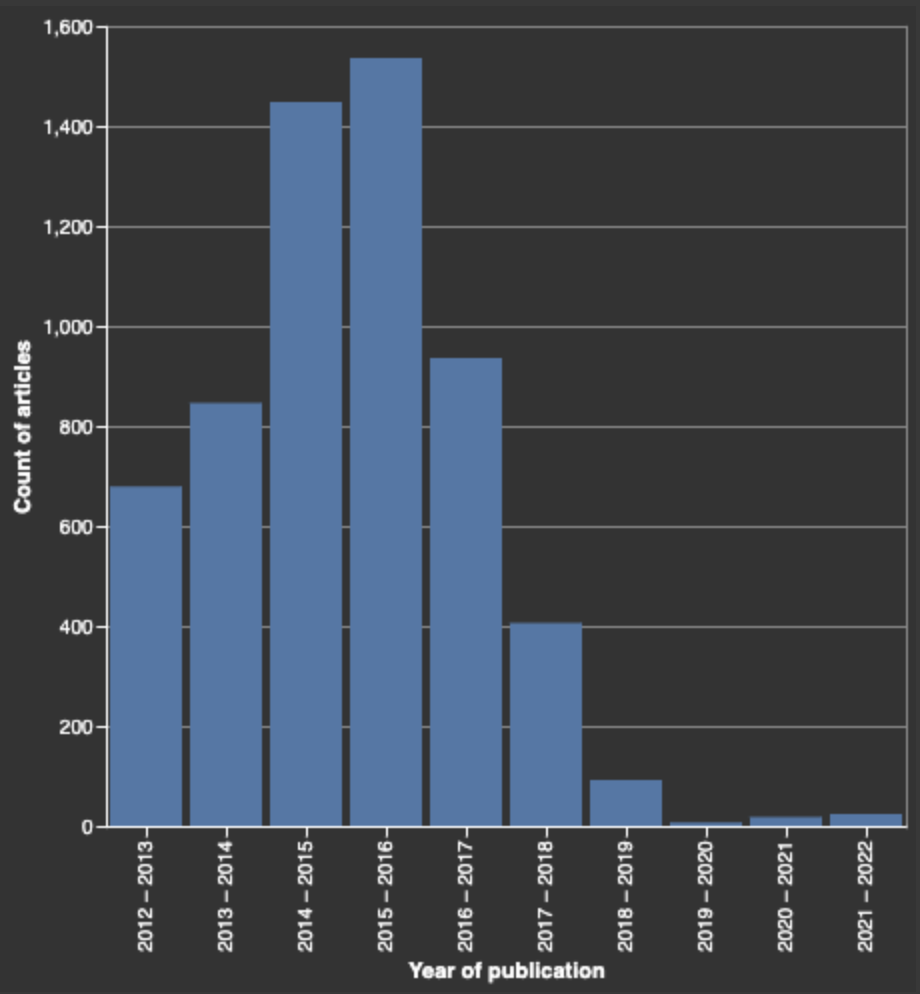 1,600
1,400
1,200
1,000
800
600
400
200
0
Count of articles
2012 – 2013
2013 – 2014
2014 – 2015
2015 – 2016
2016 – 2017
2017 – 2018
2018 – 2019
2019 – 2020
2020 – 2021
2021 – 2022
Year of publication